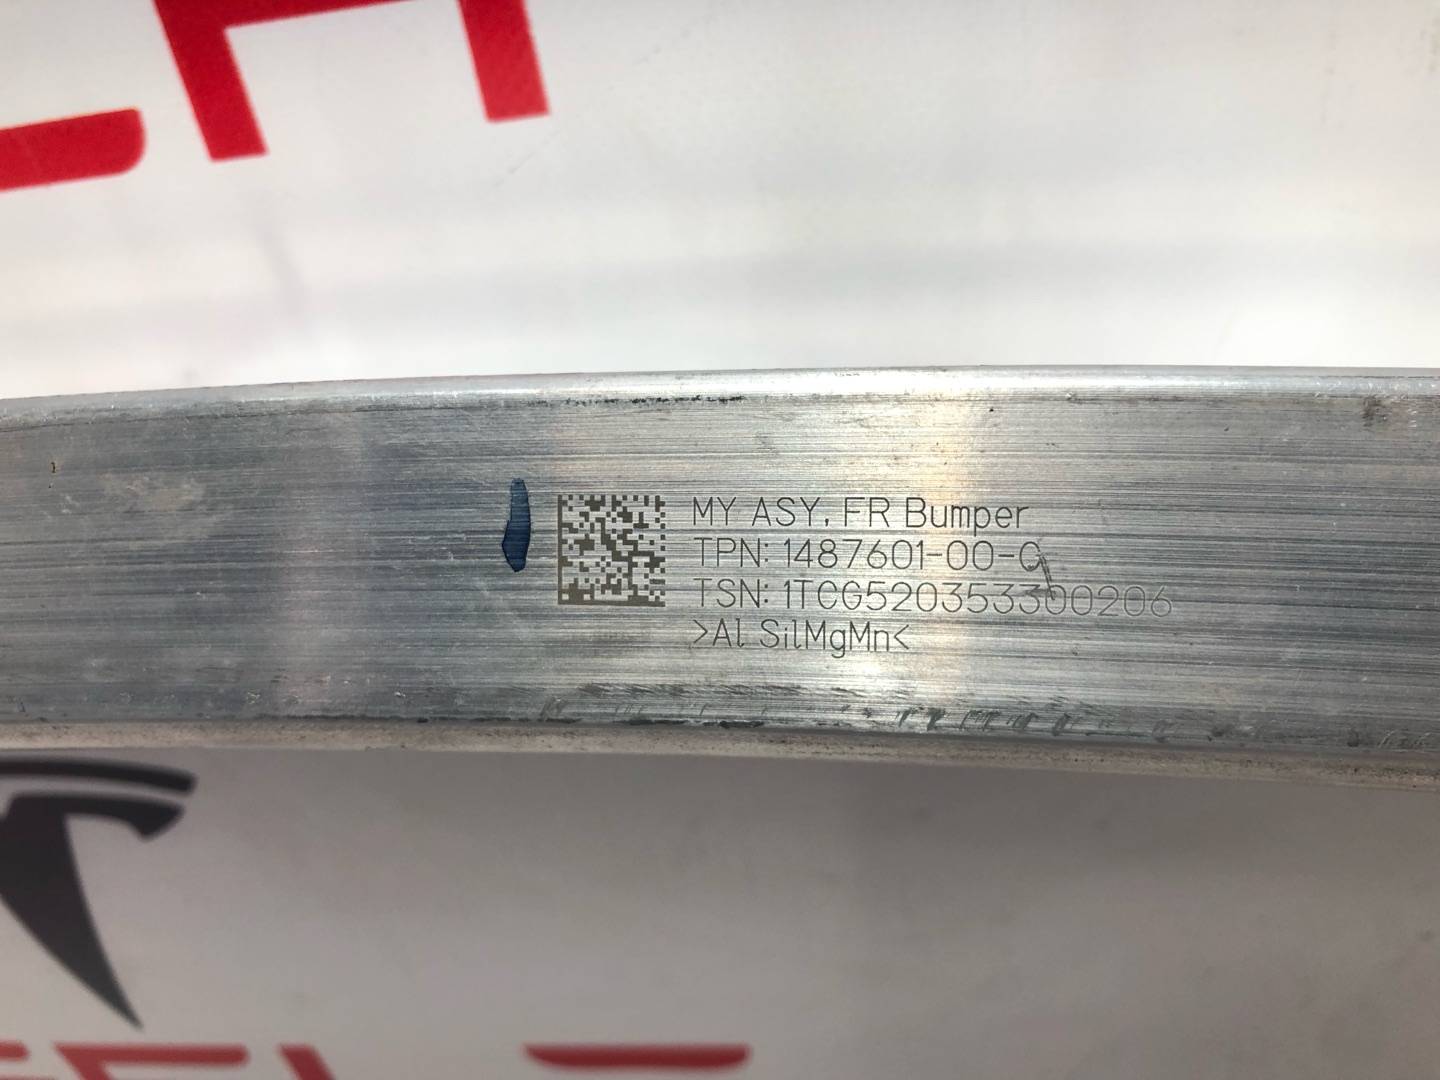 MY ASY, FR Bumper
TPN: 1487601-00-C
TSN: 1TCG520353300206
>Al SilMgMn<